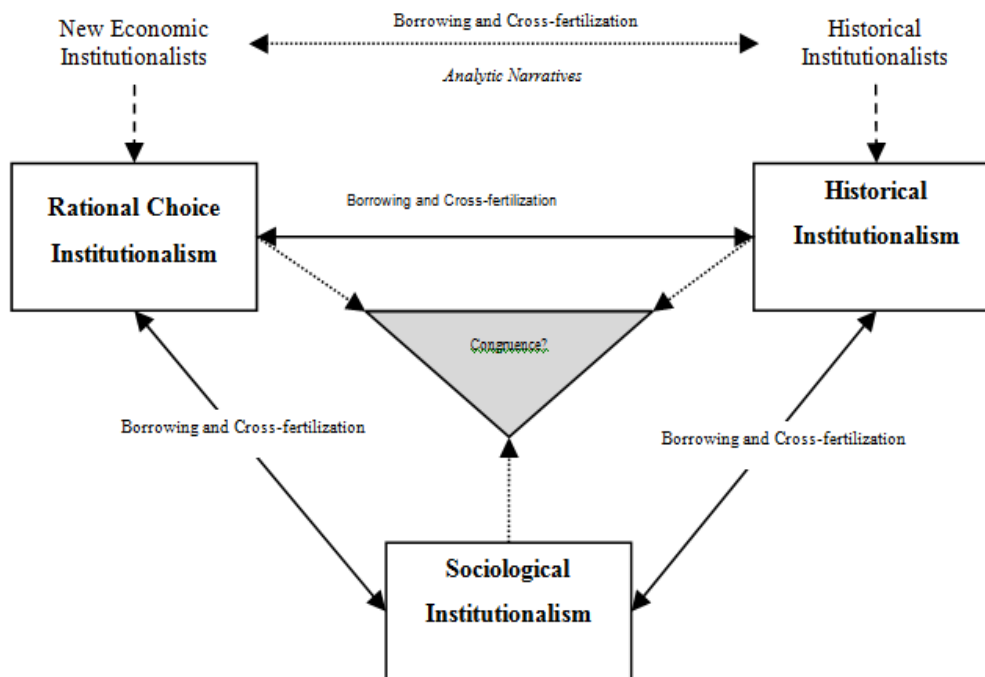 Borrowing and Cross-fertilization
New Economic
Institutionalists
Historical
Institutionalists
Analytic Narratives
Rational Choice
Institutionalism
Borrowing and Cross-fertilization
Historical
Institutionalism
Congruence?
Borrowing and Cross-fertilization
Borrowing and Cross-fertilization
Sociological
Institutionalism